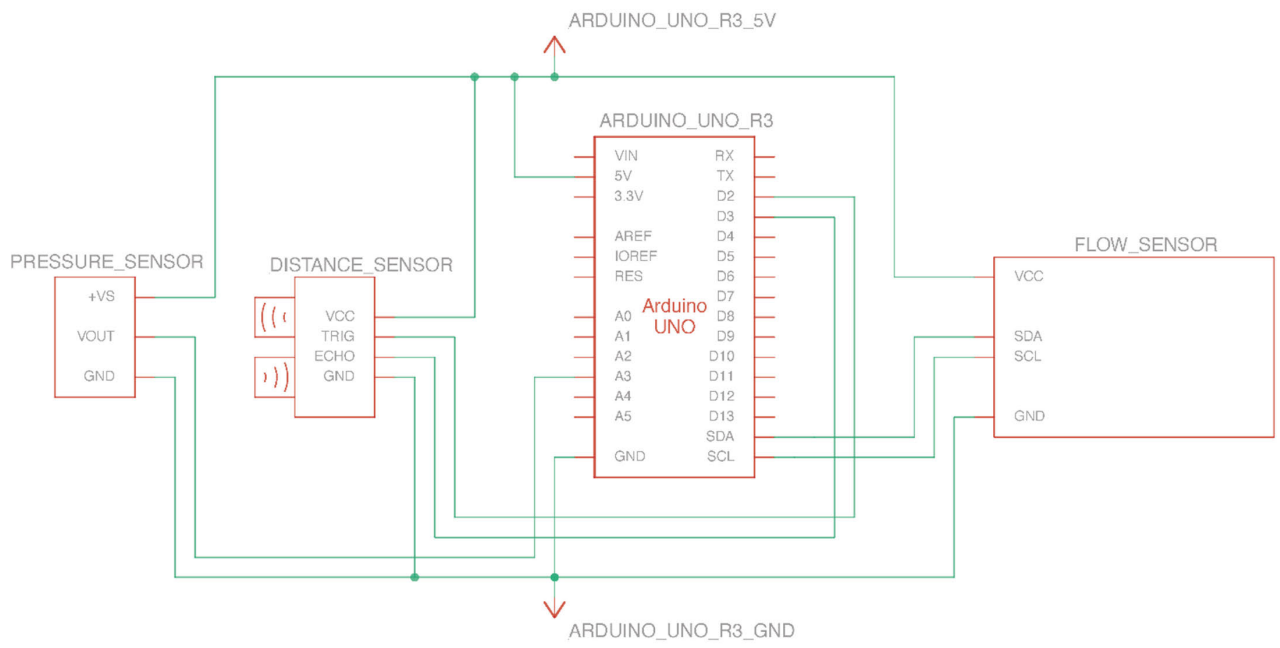 ARDUINO_UNO_R3_5V
ARDUINO_UNO_R3
VIN
5V
3.3V
AREF
IOREF
RES
A0
A1
A2
A3
A4
A5
GND
Arduino
UNO
RX
TX
D2
D3
D4
D5
D6
D7
D8
D9
D10
D11
D12
D13
SDA
SCL
PRESSURE_SENSOR
+VS
VOUT
GND
DISTANCE_SENSOR
VCC
TRIG
ECHO
GND
FLOW_SENSOR
VCC
SDA
SCL
GND
ARDUINO_UNO_R3_GND